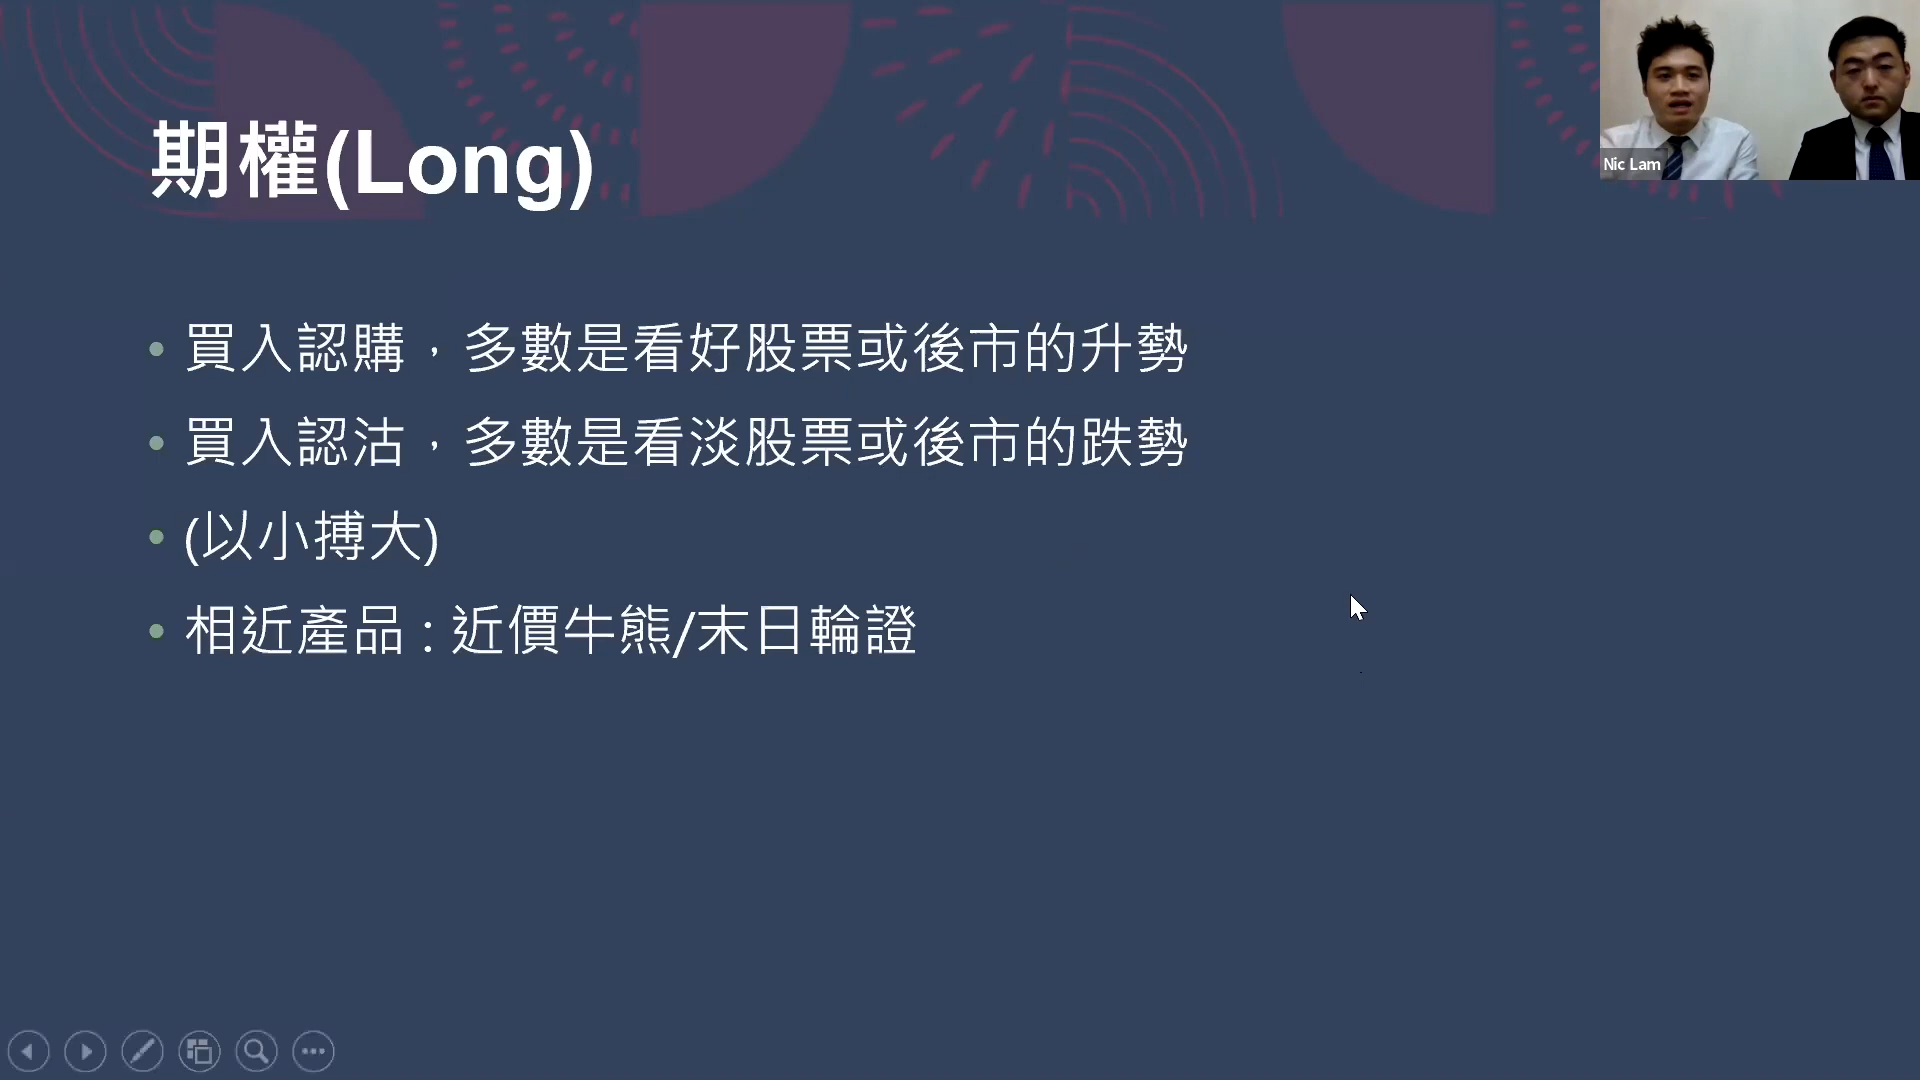 期權(Long)
Nic Lam
• 買入認購，多數是看好股票或後市的升勢
• 買入認沽，多數是看淡股票或後市的跌勢
• (以小搏大)
• 相近產品 : 近價牛熊/末日輪證